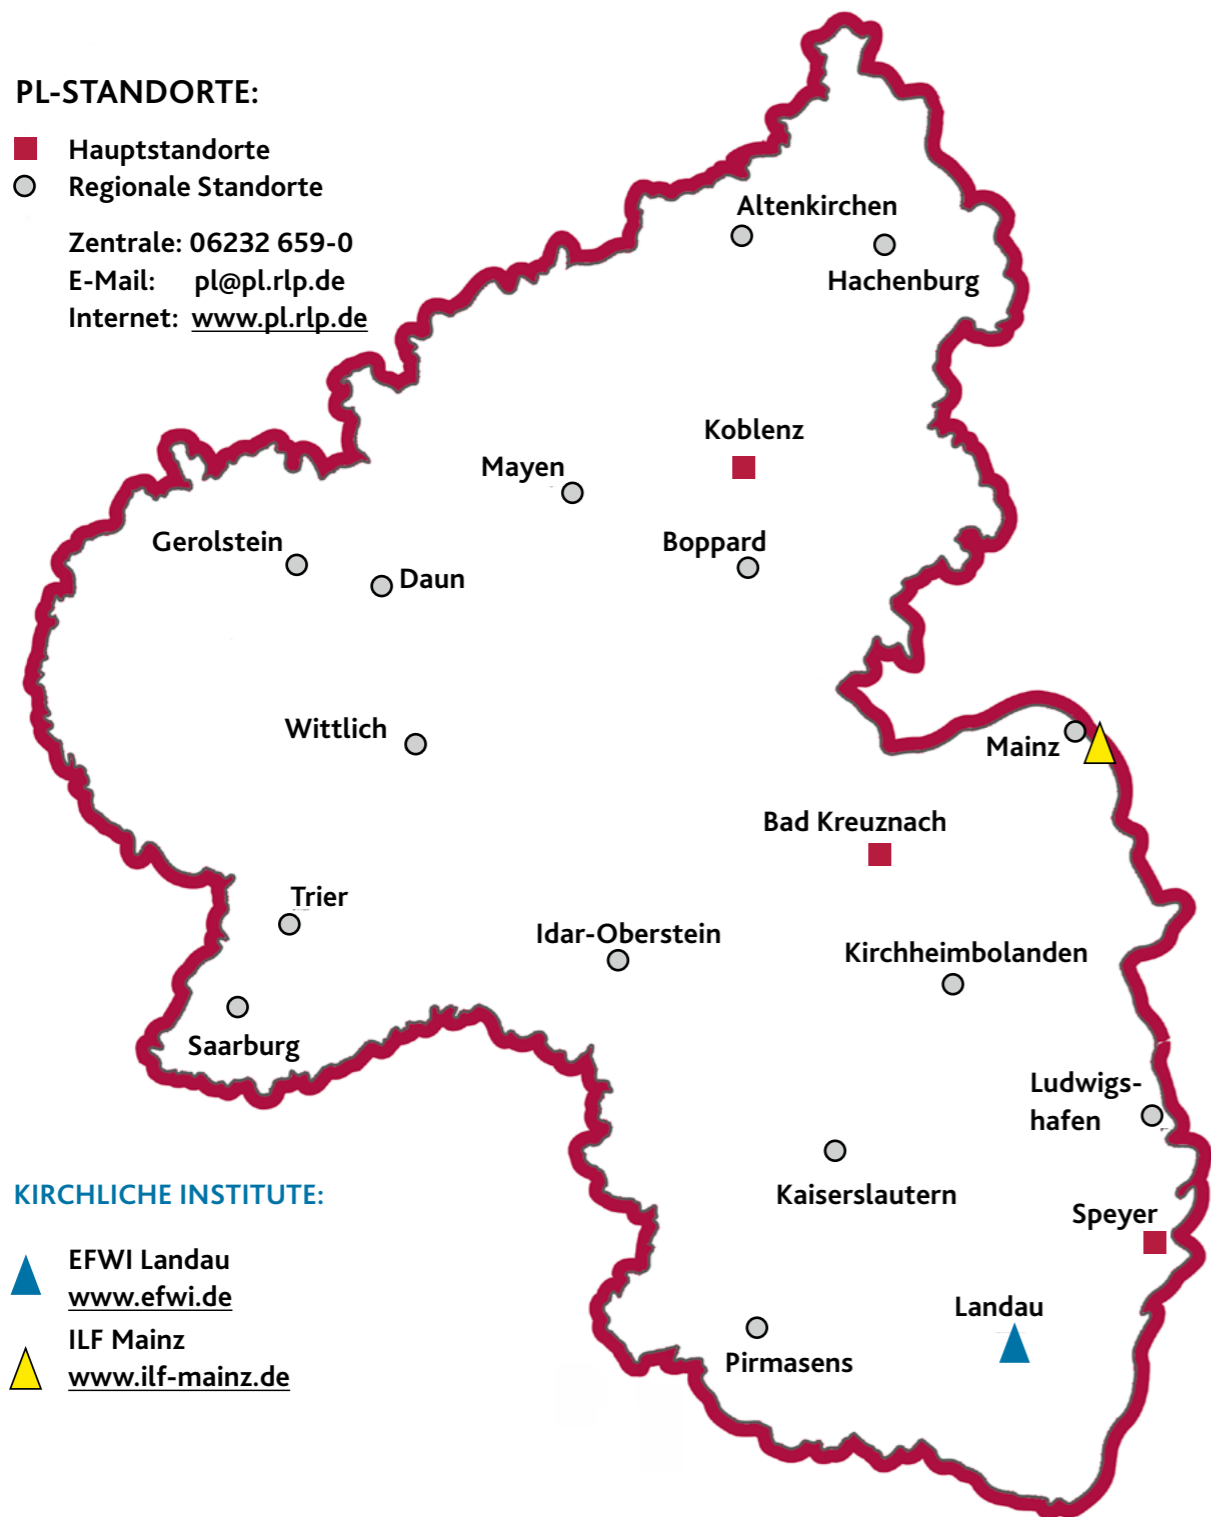 PL-STANDORTE:
Hauptstandorte
Regionale Standorte
Zentrale: 06232 659-0
E-Mail: pl@pl.rlp.de
Internet: www.pl.rlp.de
Altenkirchen
Hachenburg
Koblenz
Mayen
Gerolstein
Boppard
Daun
Wittlich
Mainz
Bad Kreuznach
Trier
Idar-Oberstein
Kirchheimbolanden
Saarburg
Ludwigs-
hafen
Kaiserslautern
Speyer
Landau
Pirmasens
KIRCHLICHE INSTITUTE:
EFWI Landau
www.efwi.de
ILF Mainz
www.ilf-mainz.de